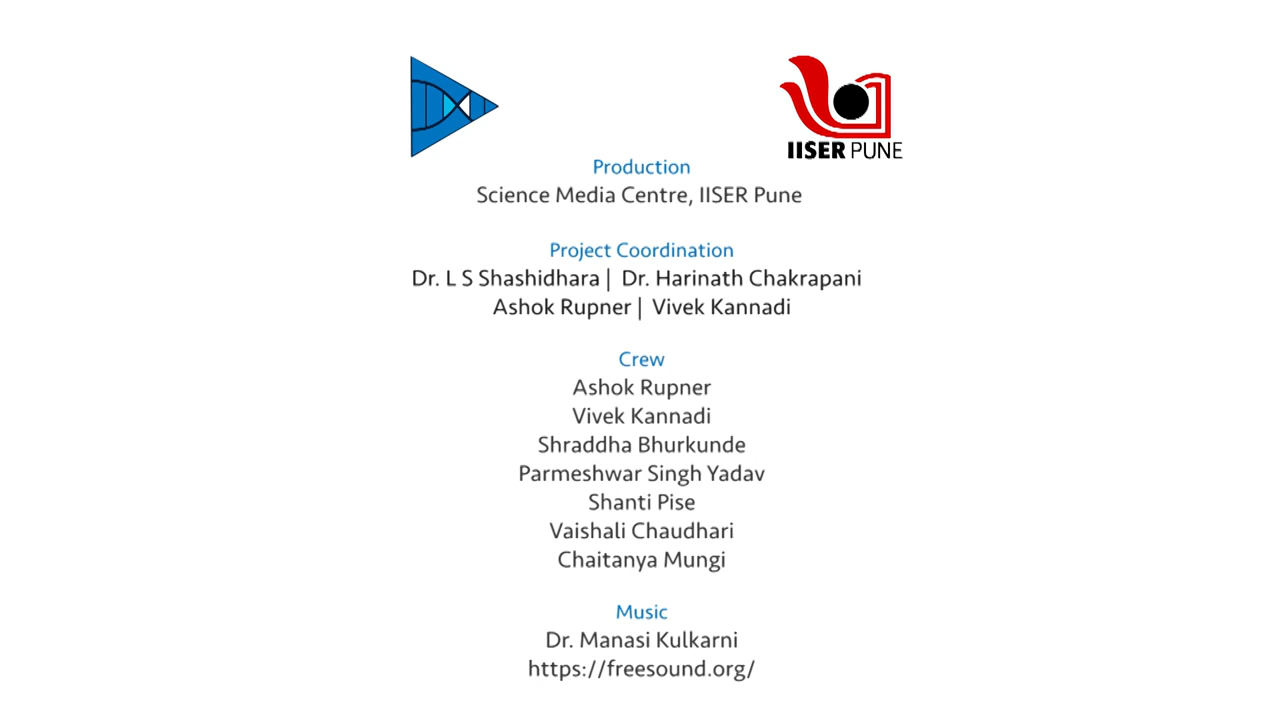 IISER PUNE
Production
Science Media Centre, IISER Pune
Project Coordination
Dr. L S Shashidhara | Dr. Harinath Chakrapani
Ashok Rupner | Vivek Kannadi
Crew
Ashok Rupner
Vivek Kannadi
Shraddha Bhurkunde
Parmeshwar Singh Yadav
Shanti Pise
Vaishali Chaudhari
Chaitanya Mungi
Music
Dr. Manasi Kulkarni
https://freesound.org/